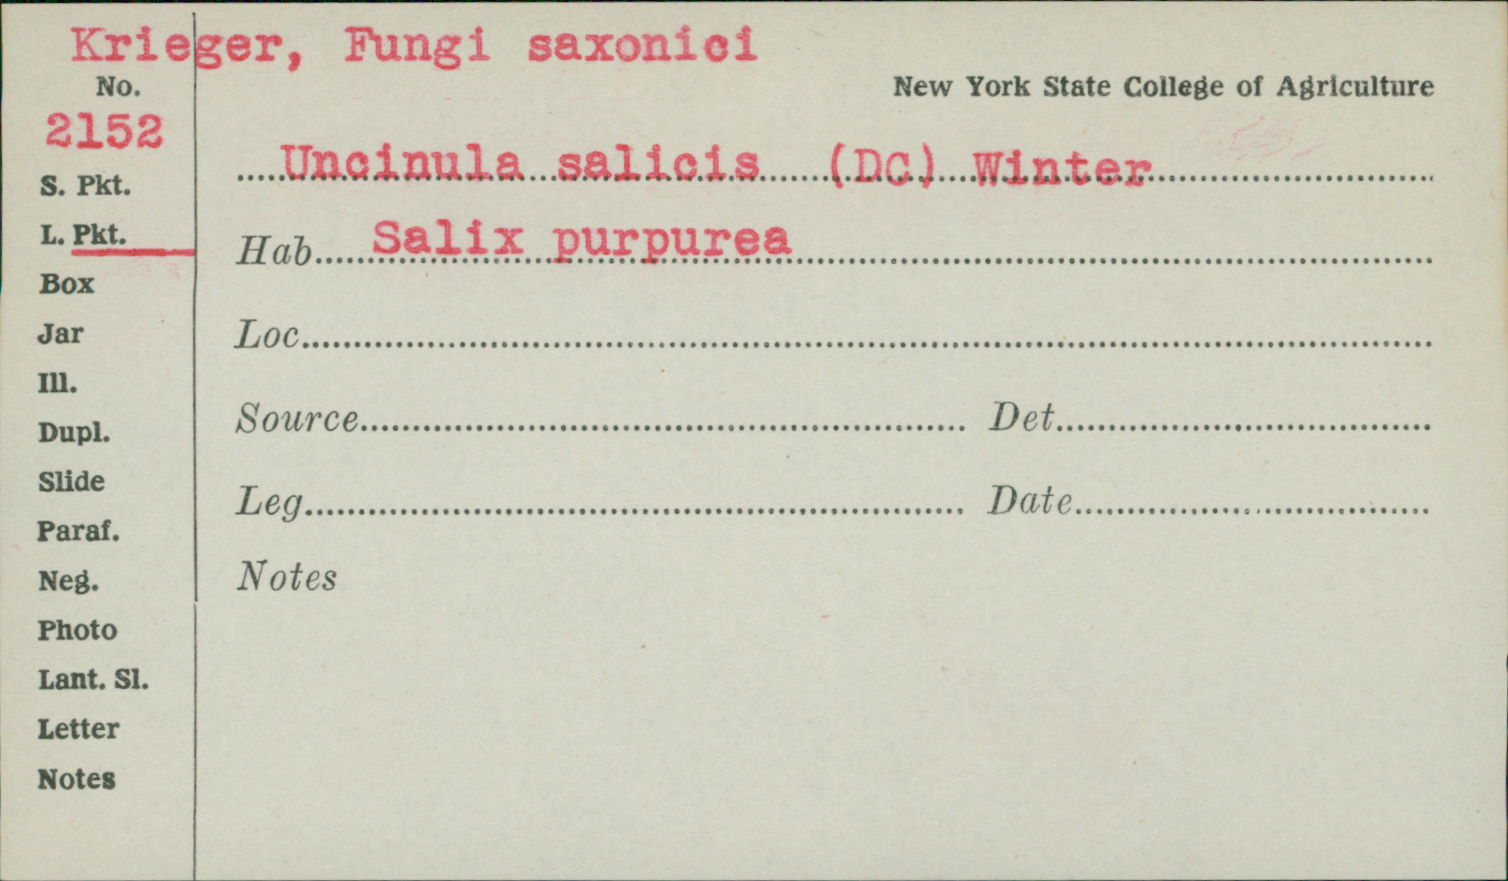 Krieger, Fungi saxonici
No.
New York State College of Agriculture
2152
Uncinula salicis (DC) Winter
S. Pkt.
L. Pkt.
Hab. Salix purpurea
Box
Jar
Loc.
Ill.
Dupl.
Source
Det.
Slide
Leg.
Date
Paraf.
Neg.
Notes
Photo
Lant. Sl.
Letter
Notes